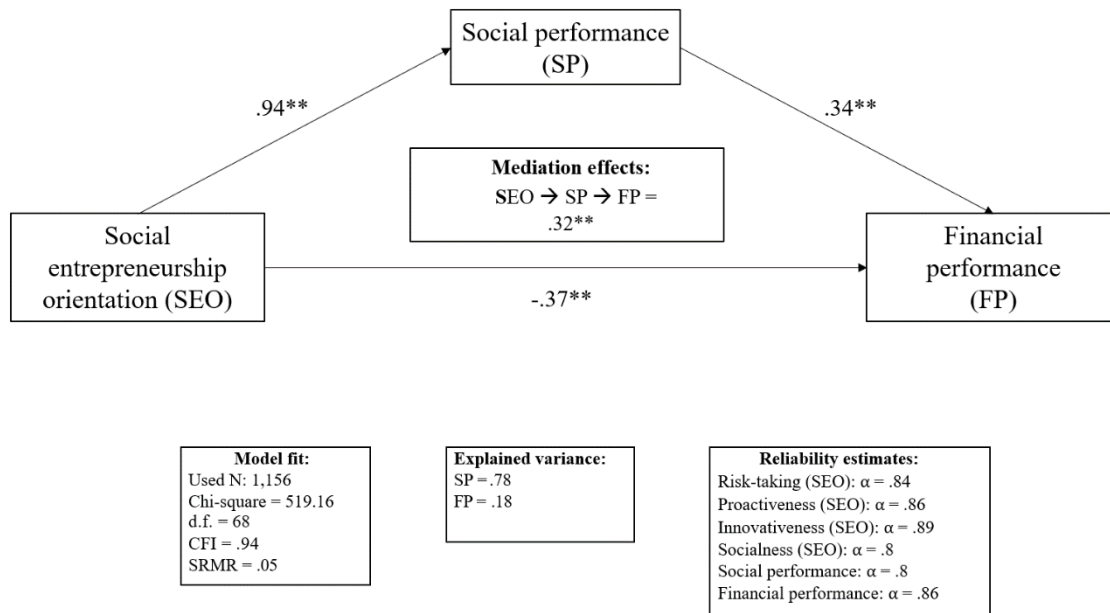 Social performance
(SP)
.94**
.34**
Mediation effects:
SEO → SP → FP =
.32**
Social
entrepreneurship
orientation (SEO)
Financial
performance
(FP)
-.37**
Model fit:
Used N: 1,156
Chi-square = 519.16
d.f. = 68
CFI = .94
SRMR = .05
Explained variance:
SP = .78
FP = .18
Reliability estimates:
Risk-taking (SEO): α = .84
Proactiveness (SEO): α = .86
Innovativeness (SEO): α = .89
Socialness (SEO): α = .8
Social performance: α = .8
Financial performance: α = .86